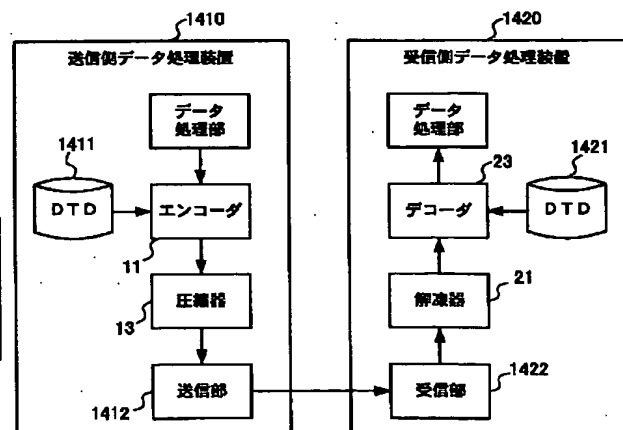 1410
1420
送信側データ処理装置
受信側データ処理装置
データ
処理部
データ
処理部
1411
23
1421
DTD
エンコーダ
デコーダ
DTD
11
圧縮器
解凍器
21
13
送信部
受信部
1422
1412